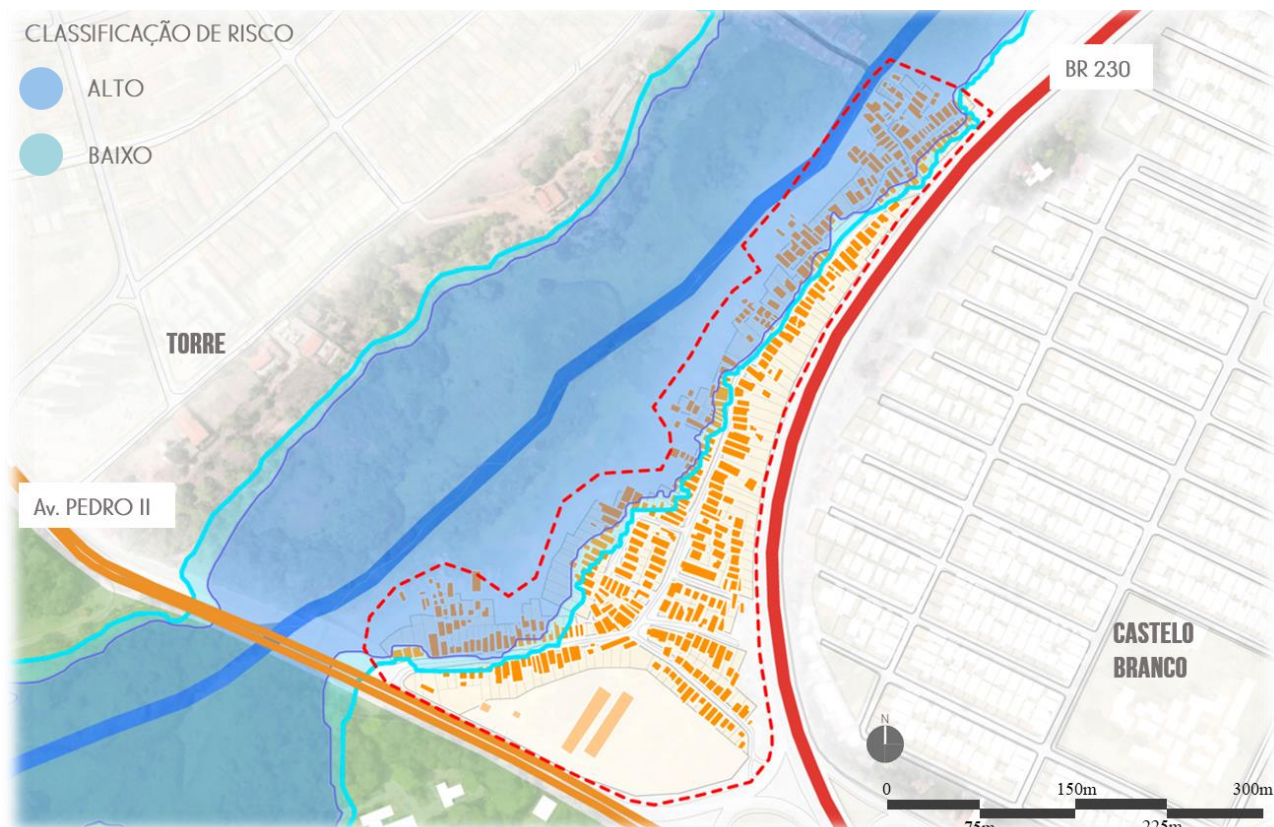 CLASSIFICAÇÃO DE RISCO
ALTO
BAIXO
BR 230
TORRE
Av. PEDRO II
CASTELO
BRANCO
N
0 150m 300m
75m 225m